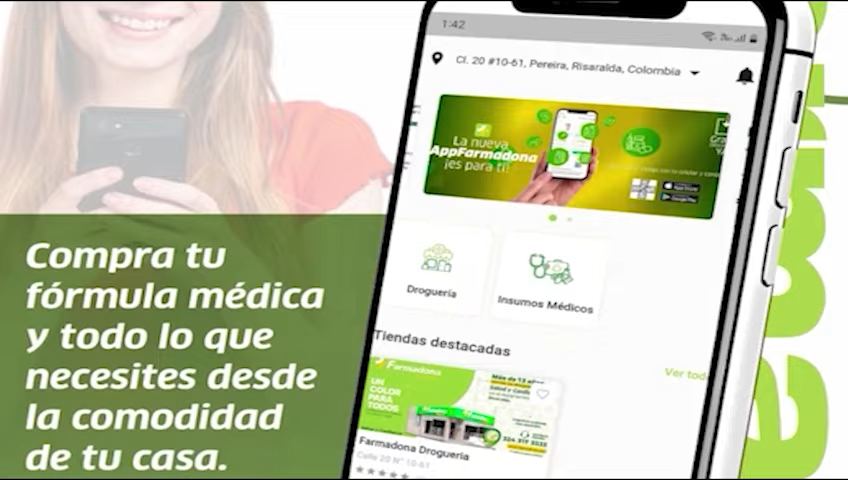 Compra tu
fórmula médica
y todo lo que
necesites desde
la comodidad
de tu casa.
1:42
Cl. 20 #10-61, Pereira, Risaralda, Colombia
La nueva
AppFarmadona
¡es para ti!
Droguería
Insumos Médicos
Tiendas destacadas
Ver tod
Farmadona
UN
COLOR
PARA
TODOS
Farmadona Droguería
Calle 20 N° 10-61